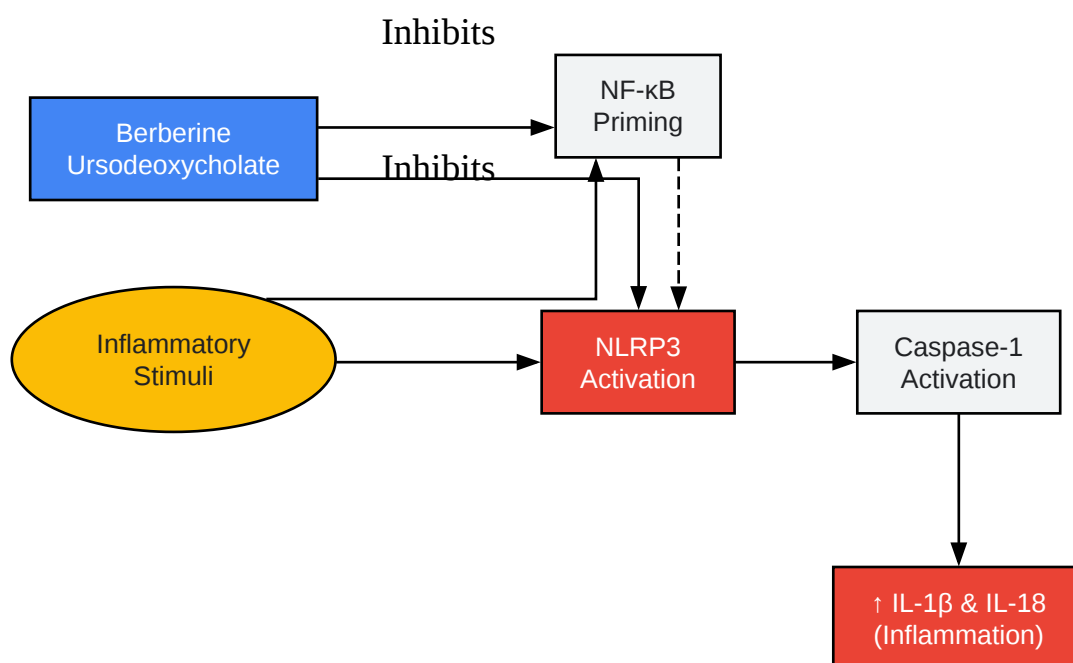 Inhibits
NF-κB
Priming
Berberine
Ursodeoxycholate
Inhibits
Inflammatory
Stimuli
NLRP3
Activation
Caspase-1
Activation
↑ IL-1β & IL-18
(Inflammation)